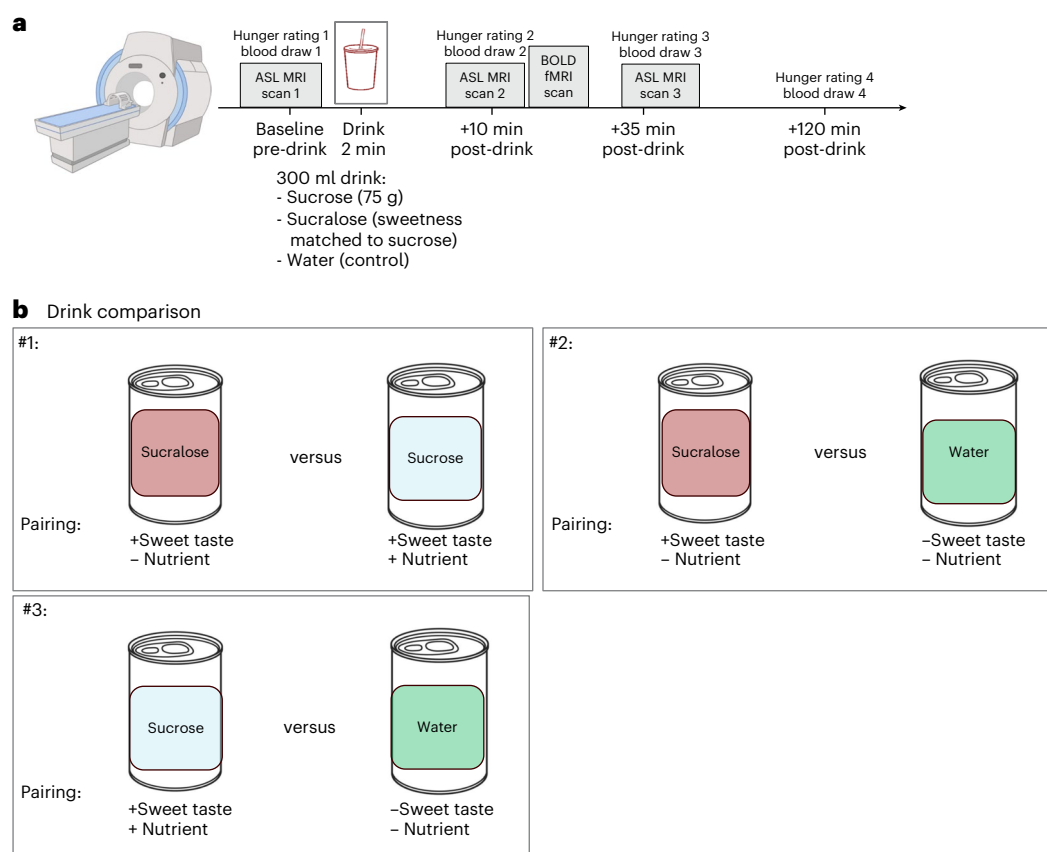 a
Hunger rating 1
blood draw 1
ASL MRI
scan 1
Hunger rating 2
blood draw 2
ASL MRI
scan 2
BOLD
fMRI
scan
Hunger rating 3
blood draw 3
ASL MRI
scan 3
Hunger rating 4
blood draw 4
Baseline
pre-drink
Drink
2 min
+10 min
post-drink
+35 min
post-drink
+120 min
post-drink
300 ml drink:
- Sucrose (75 g)
- Sucralose (sweetness
matched to sucrose)
- Water (control)
b Drink comparison
#1:
Sucralose
versus
Sucrose
Pairing:
+Sweet taste
– Nutrient
+Sweet taste
+ Nutrient
#2:
Sucralose
versus
Water
Pairing:
+Sweet taste
– Nutrient
–Sweet taste
– Nutrient
#3:
Sucrose
versus
Water
Pairing:
+Sweet taste
+ Nutrient
–Sweet taste
– Nutrient